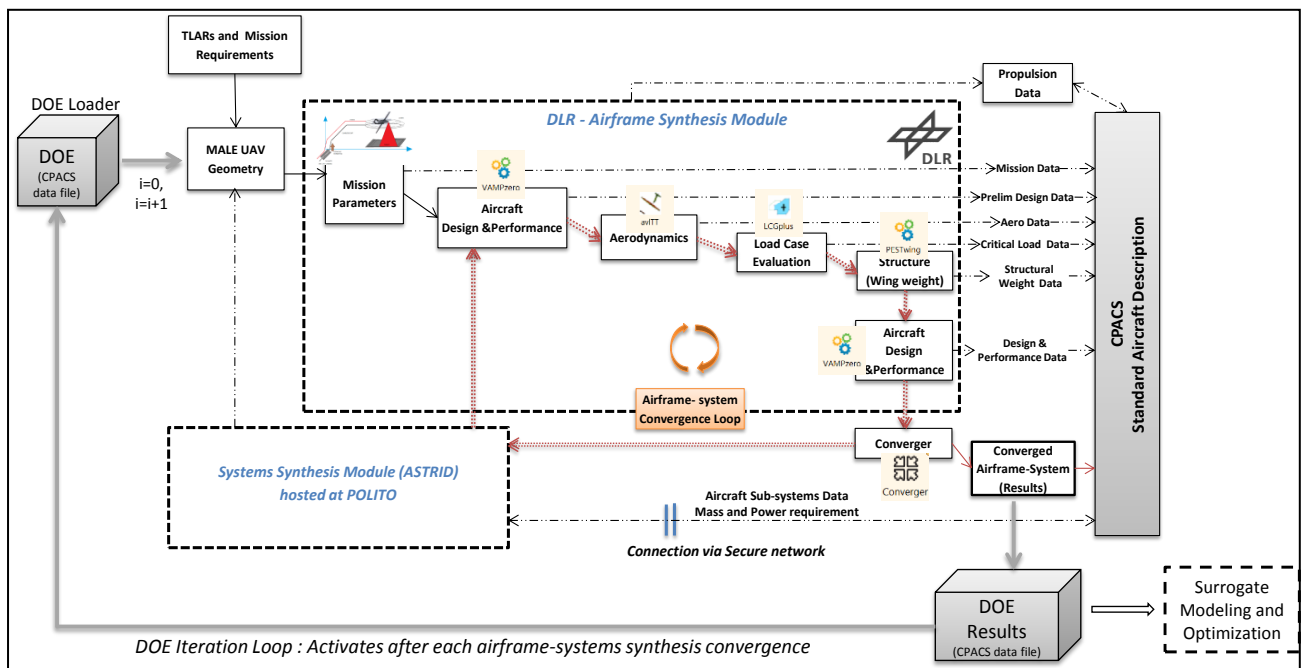 TLARs and Mission
Requirements
DOE Loader
DOE
(CPACS
data file)
i=0,
i=i+1
MALE UAV
Geometry
DLR - Airframe Synthesis Module
DLR
Mission
Parameters
VAMPzero
Aircraft
Design &Performance
avITT
Aerodynamics
LCGplus
Load Case
Evaluation
PESTwing
Structure
(Wing weight)
VAMPzero
Aircraft
Design
&Performance
Airframe- system
Convergence Loop
Propulsion
Data
Mission Data
Prelim Design Data
Aero Data
Critical Load Data
Structural
Weight Data
Design &
Performance Data
CPACS
Standard Aircraft Description
Systems Synthesis Module (ASTRID)
hosted at POLITO
Converger
Converger
Converged
Airframe-System
(Results)
Aircraft Sub-systems Data
Mass and Power requirement
Connection via Secure network
DOE
Results
(CPACS data file)
Surrogate
Modeling and
Optimization
DOE Iteration Loop : Activates after each airframe-systems synthesis convergence